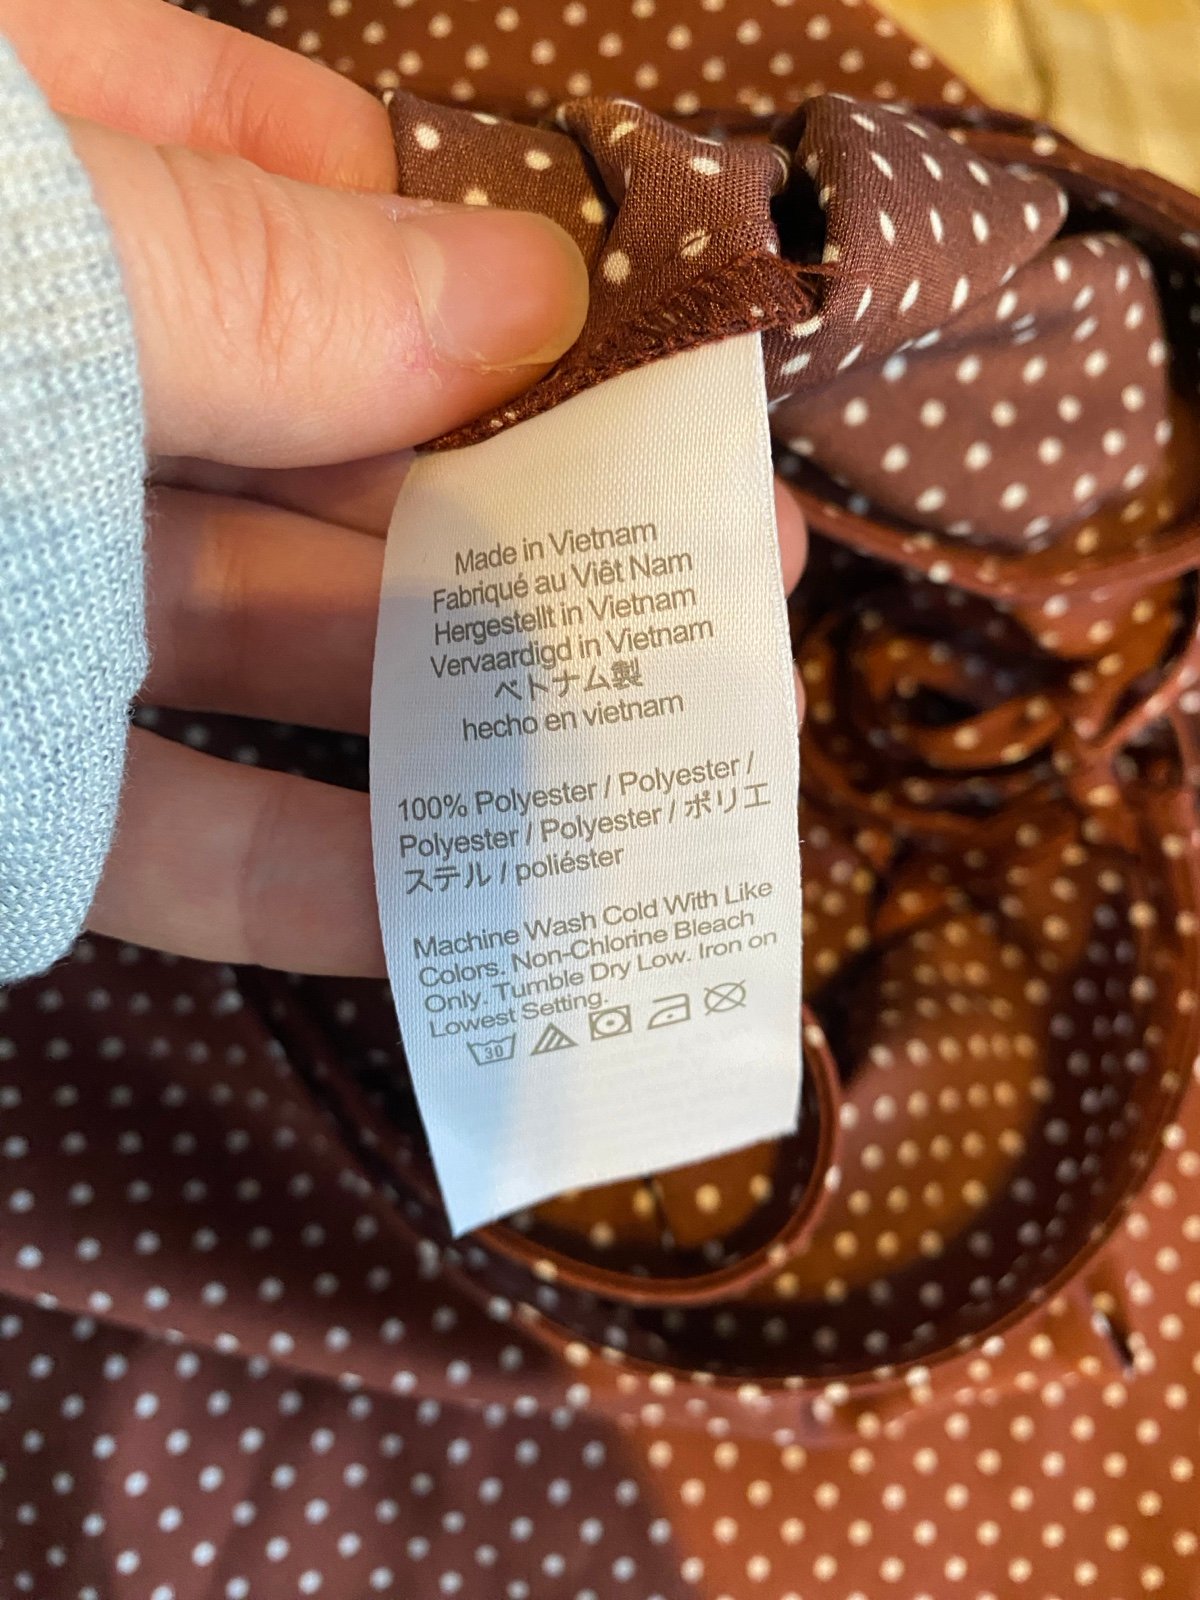 Made in Vietnam
Fabriqué au Viêt Nam
Hergestellt in Vietnam
Vervaardigd in Vietnam
ベトナム製
hecho en vietnam
100% Polyester / Polyester /
Polyester / Polyester / ポリエ
ステル / poliéster
Machine Wash Cold With Like
Colors. Non-Chlorine Bleach
Only. Tumble Dry Low. Iron on
Lowest Setting.
30